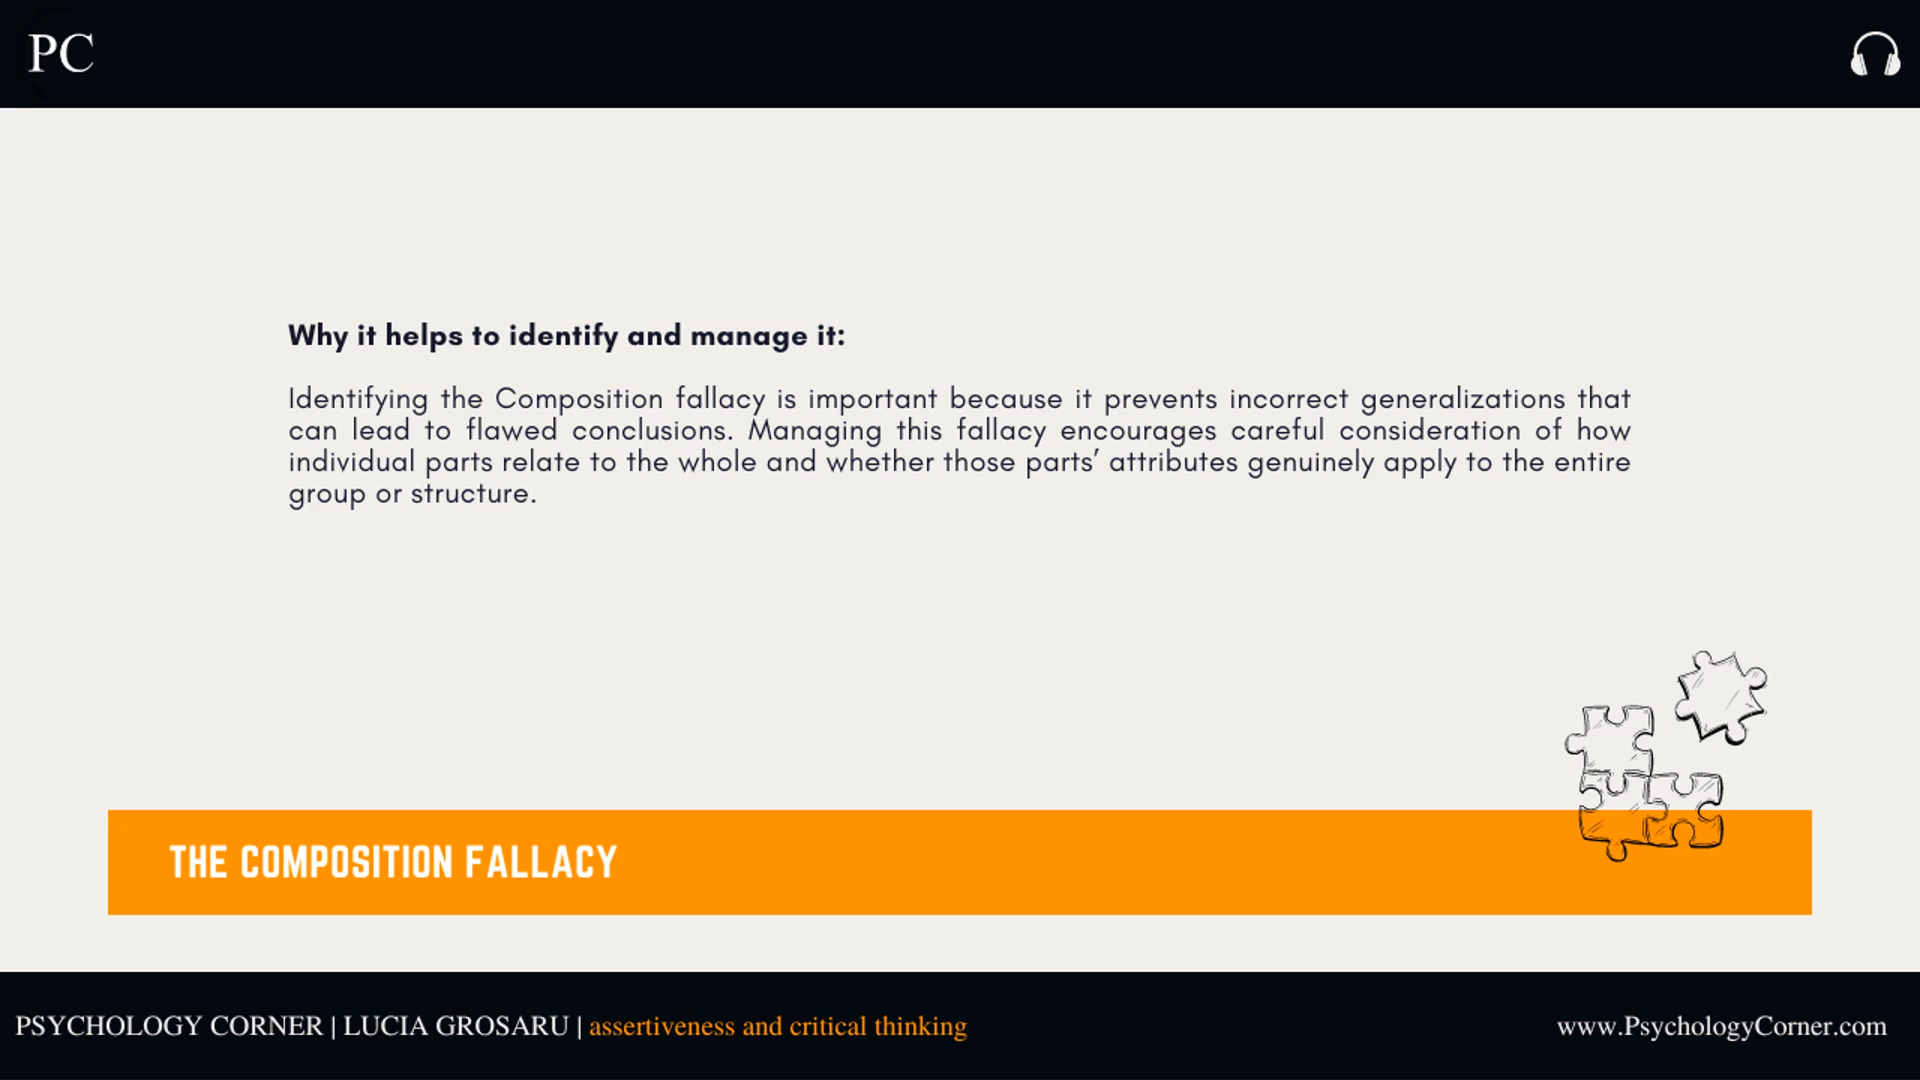 PC
Why it helps to identify and manage it:
Identifying the Composition fallacy is important because it prevents incorrect generalizations that
can lead to flawed conclusions. Managing this fallacy encourages careful consideration of how
individual parts relate to the whole and whether those parts’ attributes genuinely apply to the entire
group or structure.
THE COMPOSITION FALLACY
PSYCHOLOGY CORNER | LUCIA GROSARU | assertiveness and critical thinking
www.PsychologyCorner.com